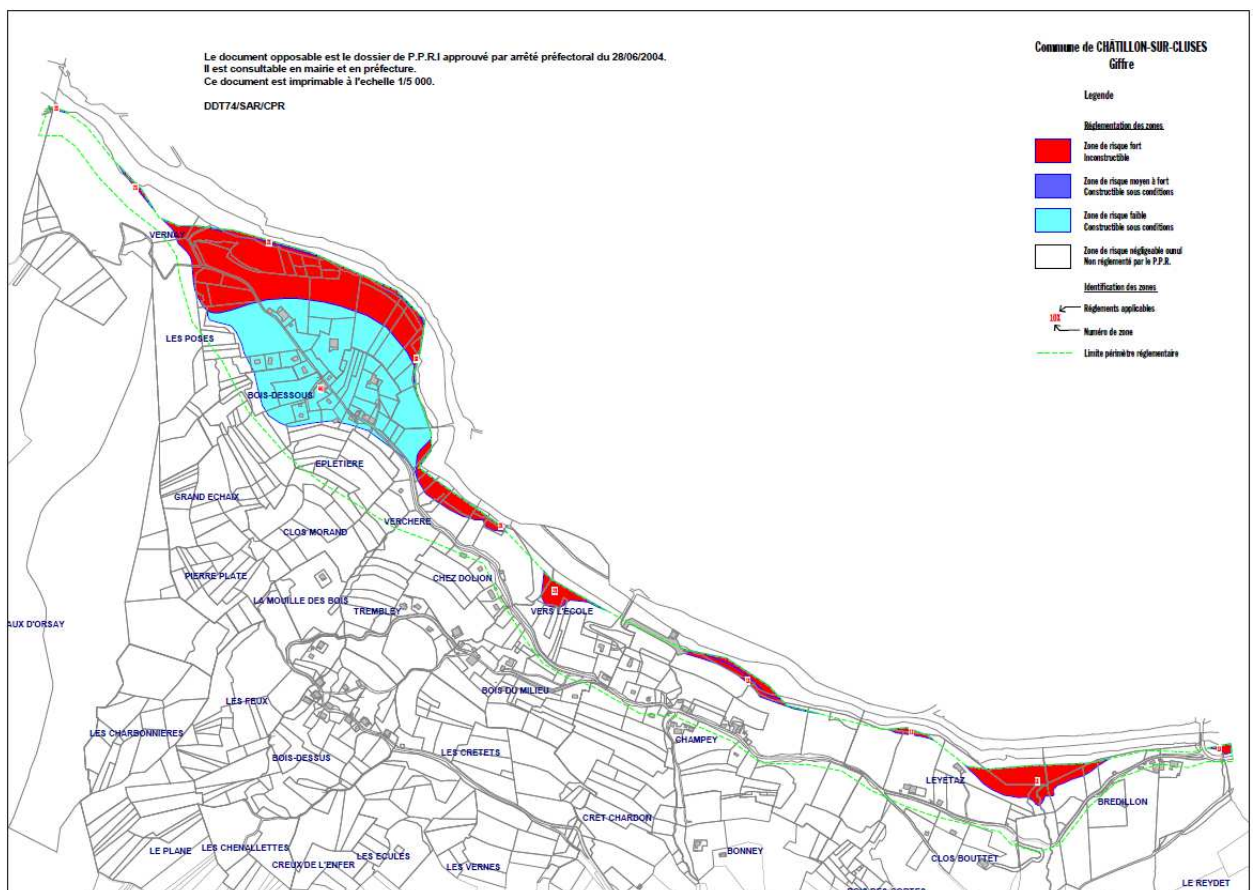 Le document opposable est le dossier de P.P.R.I approuvé par arrêté préfectoral du 28/06/2004.
Il est consultable en mairie et en préfecture.
Ce document est imprimable à l'echelle 1/5 000.
DDT74/SAR/CPR
Commune de CHÂTILLON-SUR-CLUSES
Giffre
Legende
Réglementation des zones
Zone de risque fort
Inconstructible
Zone de risque moyen à fort
Constructible sous conditions
Zone de risque faible
Constructible sous conditions
Zone de risque négligeable ounul
Non réglementé par le P.P.R.
Identification des zones
Réglements applicables
Numéro de zone
Limite périmètre réglementaire
VERNAY
LES POSES
BOIS-DESSOUS
EPLETIERE
GRAND ECHAIX
CLOS MORAND
VERCHERE
PIERRE PLATE
CHEZ DOLION
LA MOUILLE DES BOIS
TREMBLEY
VERS L'ECOLE
AUX D'ORSAY
BOIS DU MILIEU
LES FEUX
LES CHARBONNIERES
CHAMPEY
BOIS-DESSUS
LES CRETETS
LEYETAZ
BREDILLON
CRET CHARDON
LE PLANE
LES CHENALLETTES
CREUX DE L'ENFER
LES ECULES
LES VERNES
BONNEY
CLOS BOUTTET
LE REYDET